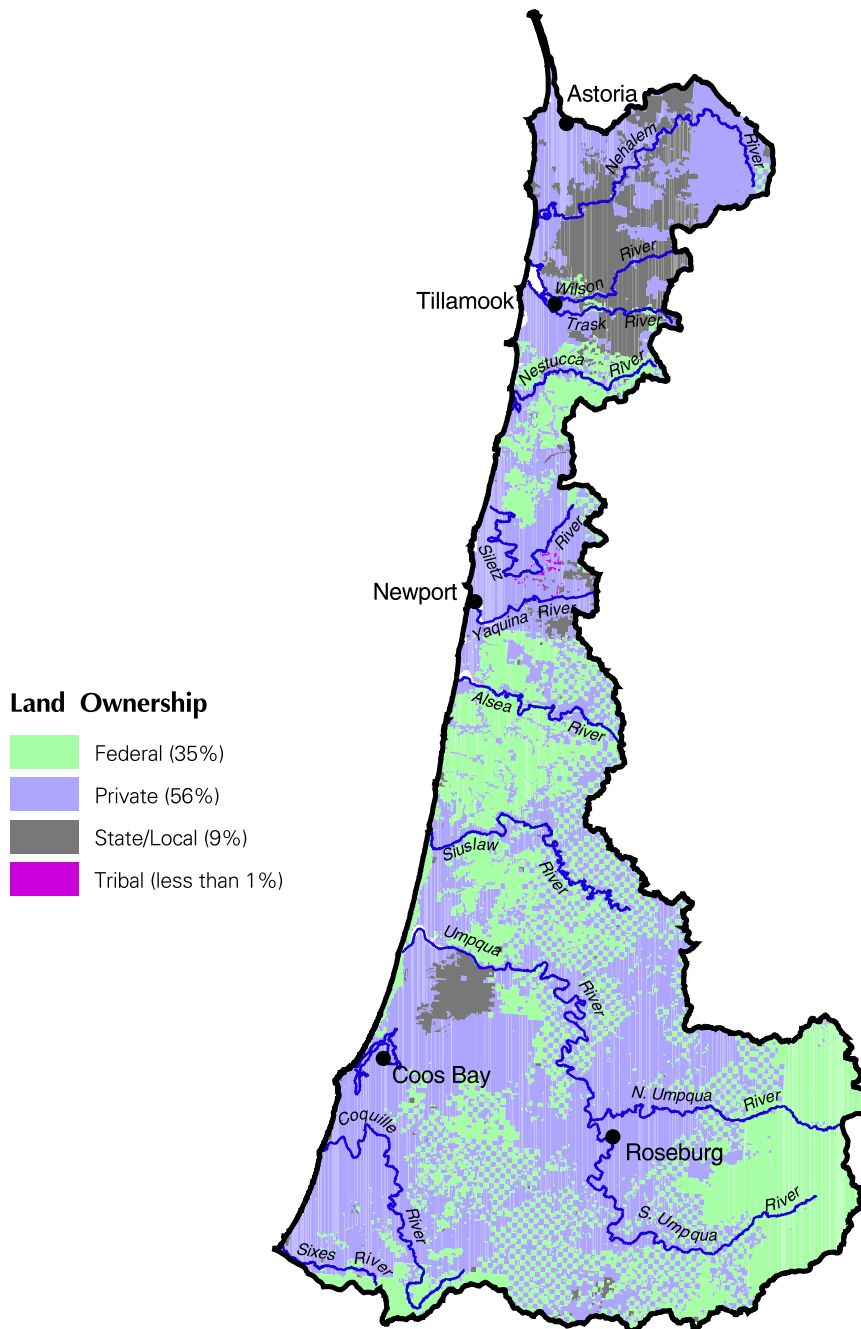 Astoria
Nehalem
River
Wilson
River
Tillamook
Trask River
Nestucca River
Siletz
River
Newport
Yaquina River
Land Ownership
Federal (35%)
Private (56%)
State/Local (9%)
Tribal (less than 1%)
Alsea
River
Siuslaw
River
Umpqua
River
Coos Bay
N. Umpqua River
Coquille
River
Roseburg
S. Umpqua River
Sixes River